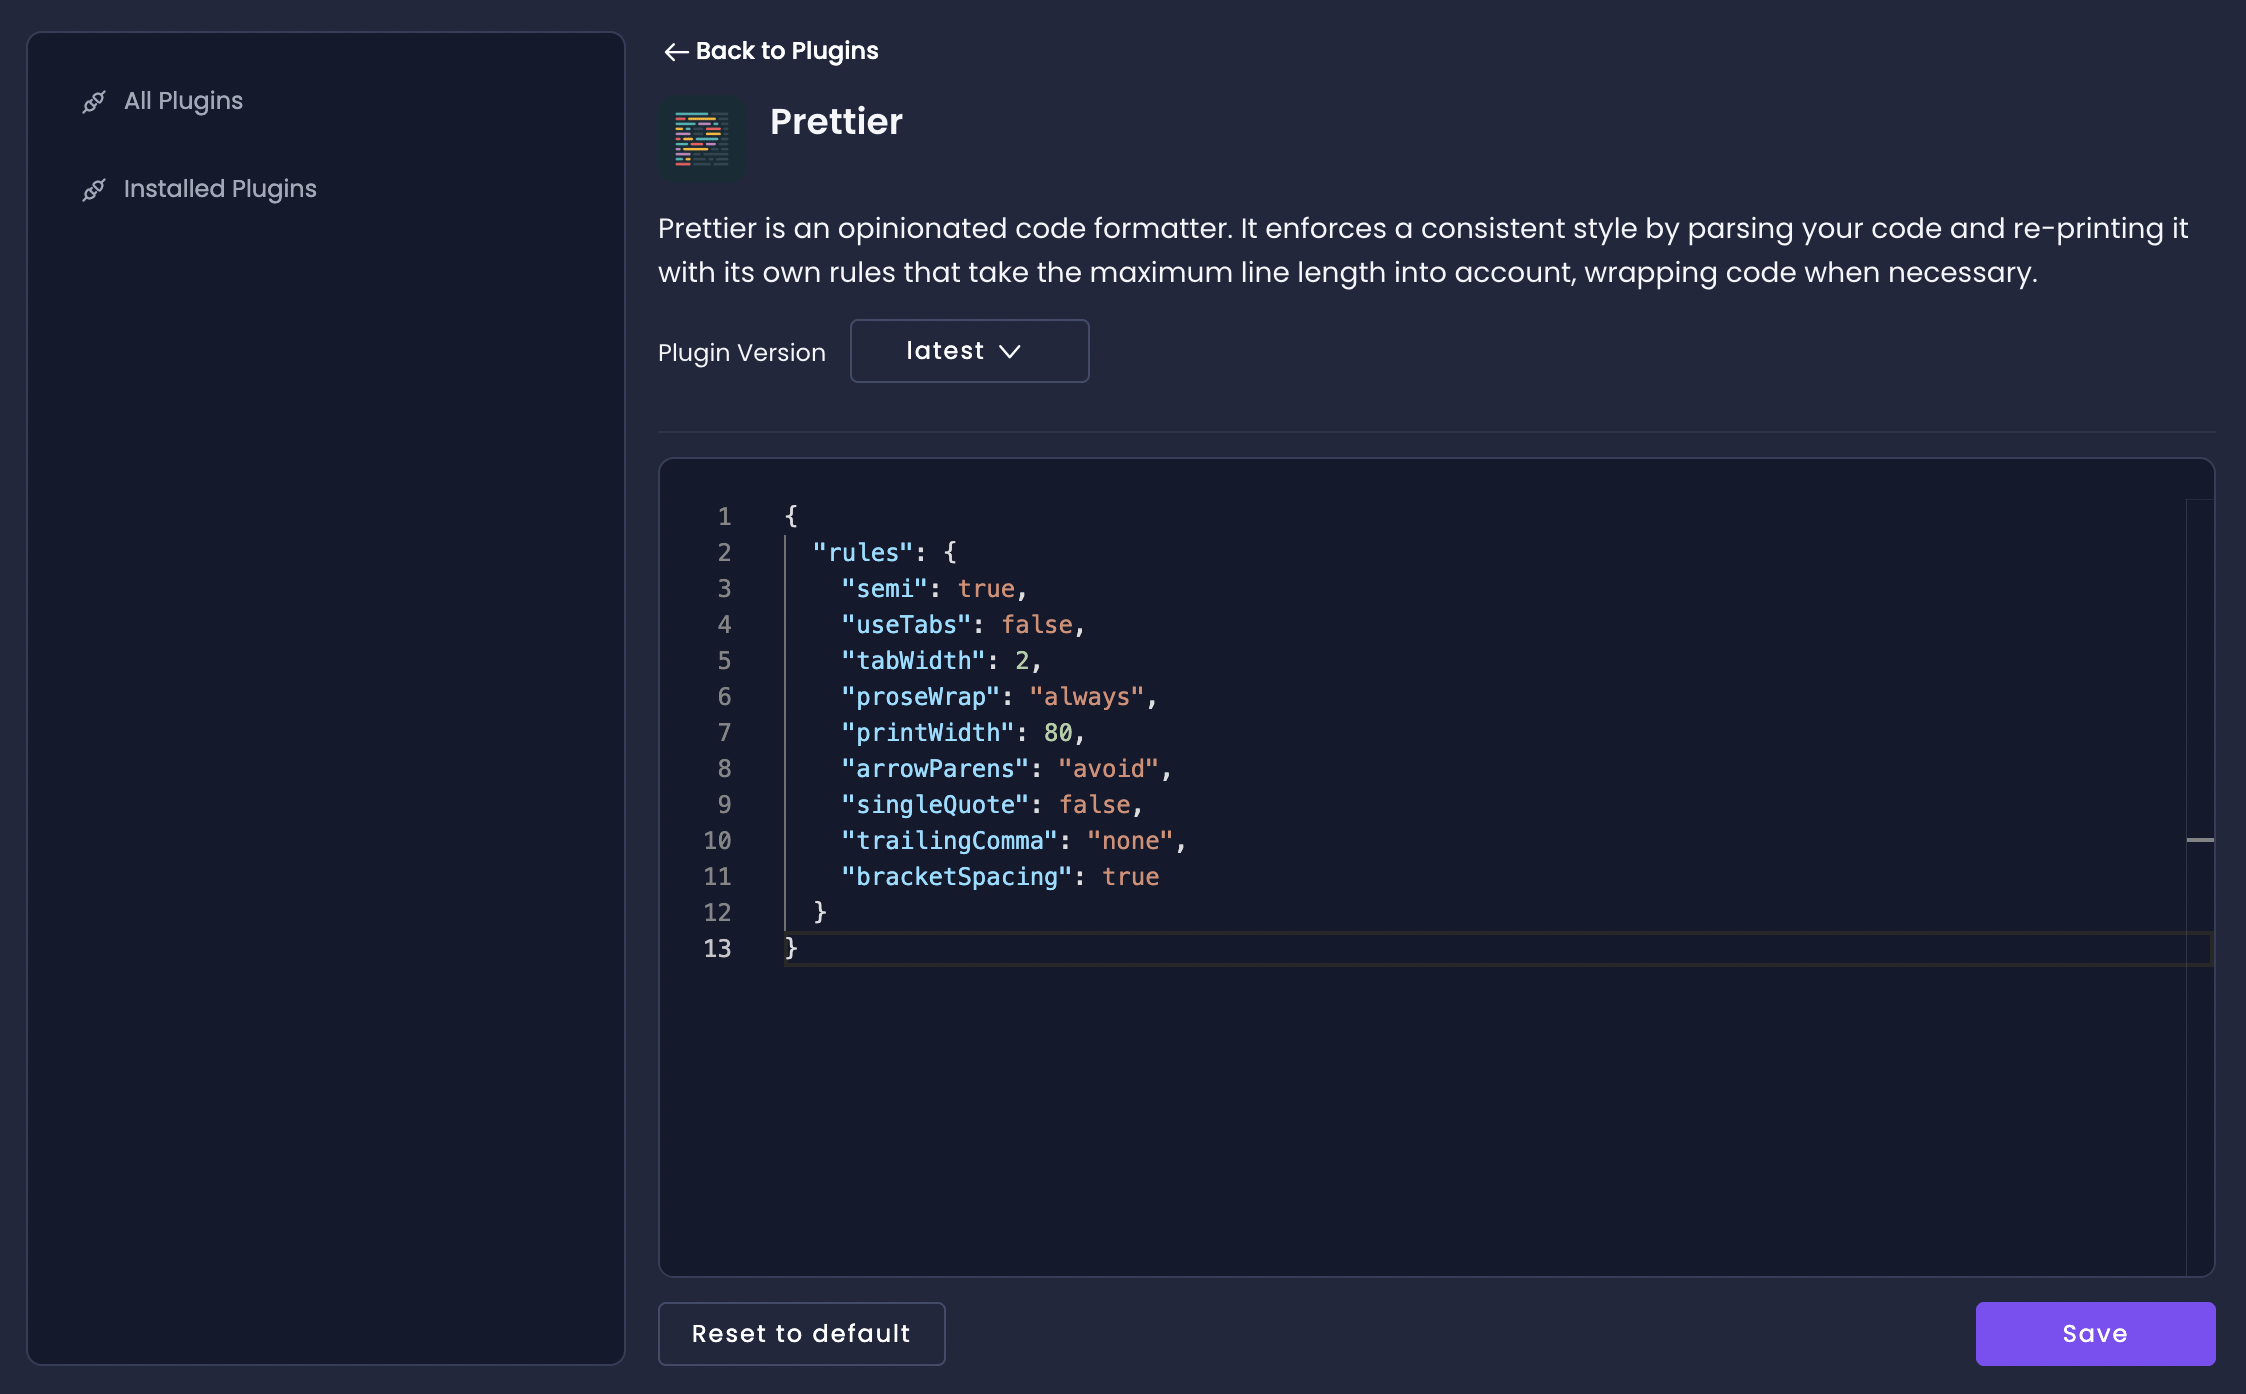 All Plugins
Installed Plugins
Back to Plugins
Prettier
Prettier is an opinionated code formatter. It enforces a consistent style by parsing your code and re-printing it
with its own rules that take the maximum line length into account, wrapping code when necessary.
Plugin Version latest
1 {
2   "rules": {
3     "semi": true,
4     "useTabs": false,
5     "tabWidth": 2,
6     "proseWrap": "always",
7     "printWidth": 80,
8     "arrowParens": "avoid",
9     "singleQuote": false,
10     "trailingComma": "none",
11     "bracketSpacing": true
12   }
13 }
Reset to default
Save